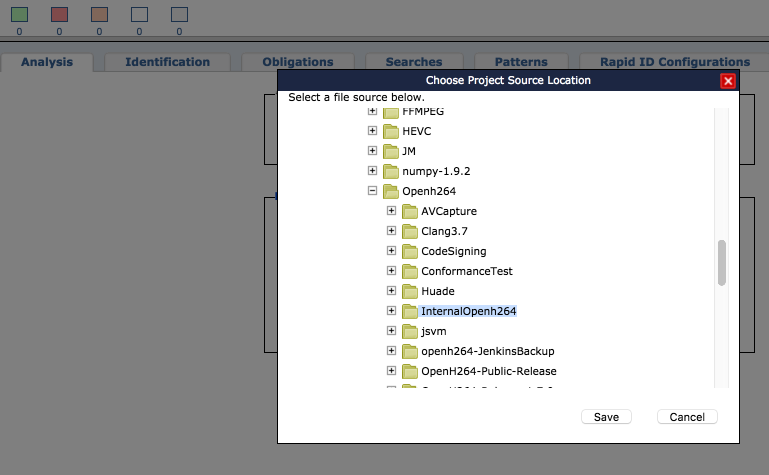 0 0 0 0 0
Analysis Identification Obligations Searches Patterns Rapid ID Configurations
Choose Project Source Location
Select a file source below.
FFMPEG
HEVC
JM
numpy-1.9.2
Openh264
AVCapture
Clang3.7
CodeSigning
ConformanceTest
Huade
InternalOpenh264
jsvm
openh264-JenkinsBackup
OpenH264-Public-Release
Save Cancel